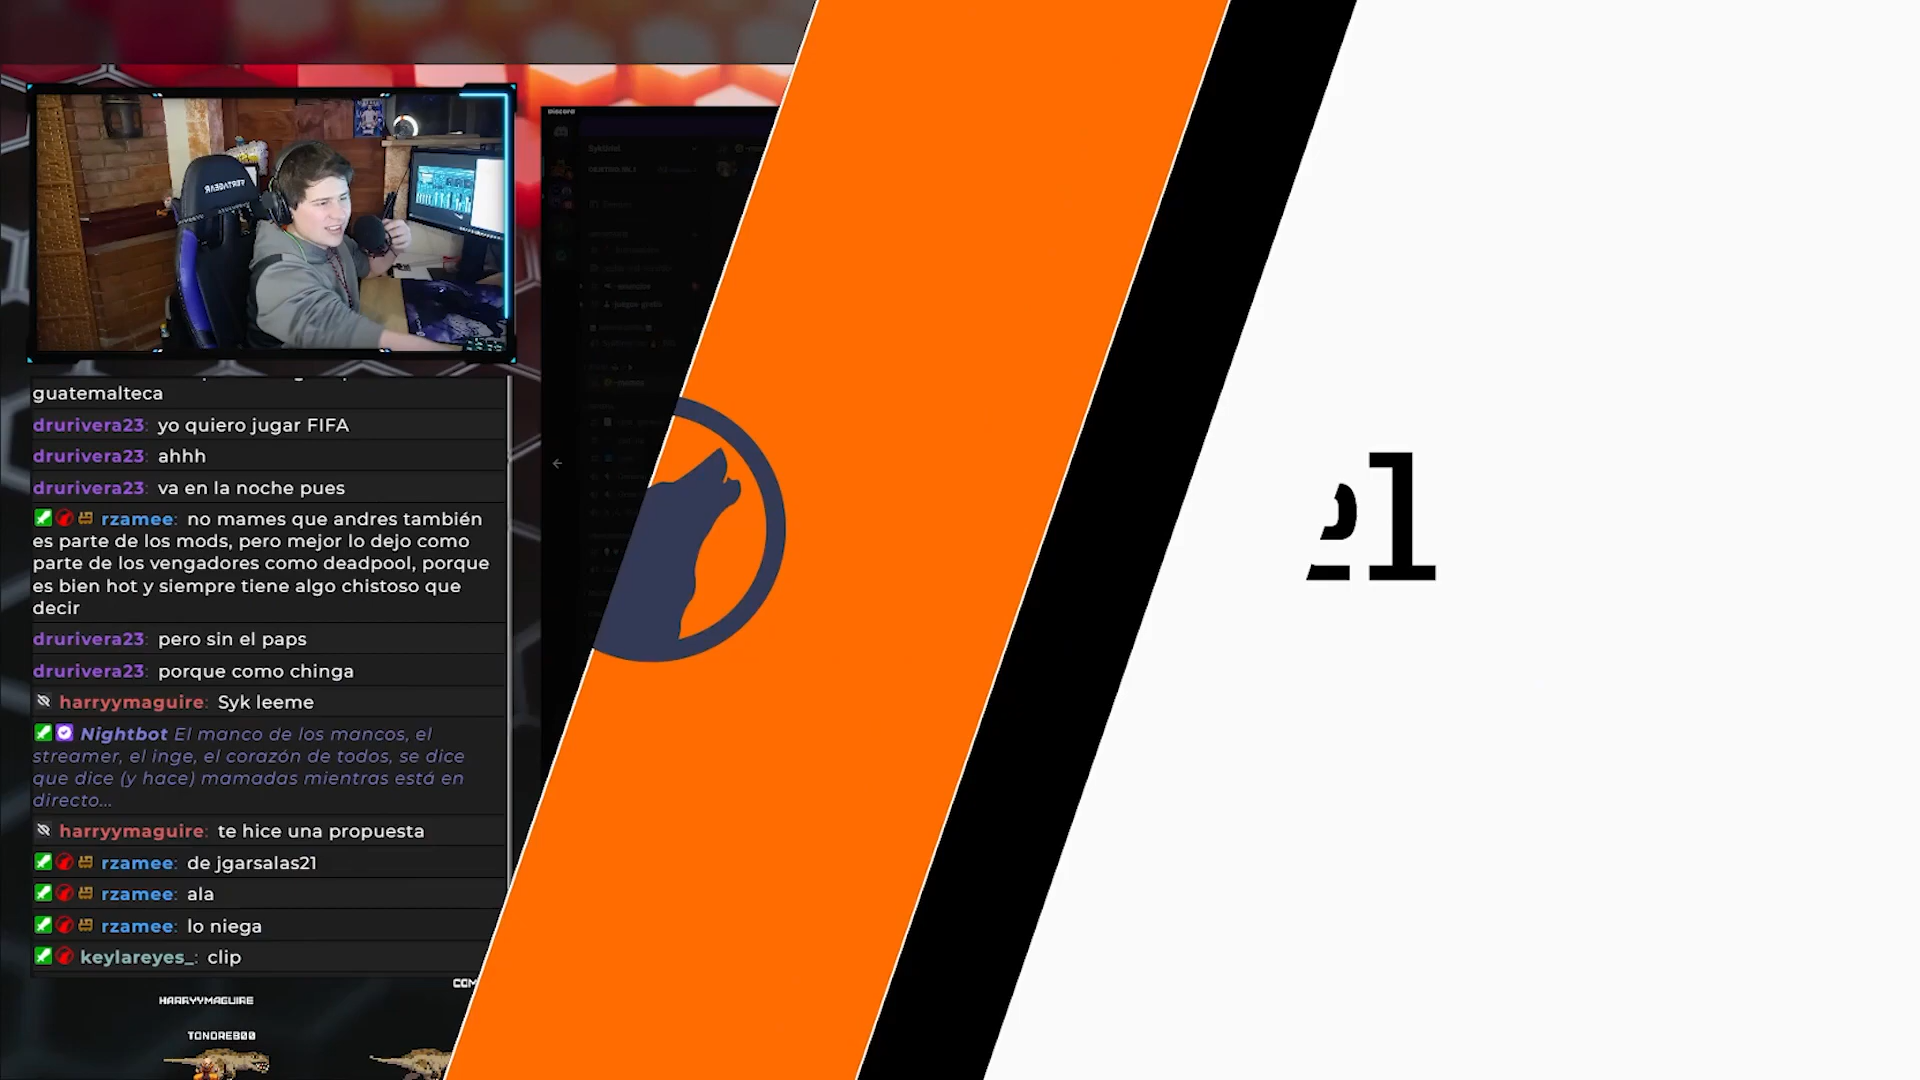 guatemalteca
drurivera23: yo quiero jugar FIFA
drurivera23: ahhh
drurivera23: va en la noche pues
rzamee: no mames que andres también
es parte de los mods, pero mejor lo dejo como
parte de los vengadores como deadpool, porque
es bien hot y siempre tiene algo chistoso que
decir
drurivera23: pero sin el paps
drurivera23: porque como chinga
harryymaguire: Syk leeme
Nightbot El manco de los mancos, el
streamer, el inge, el corazón de todos, se dice
que dice (y hace) mamadas mientras está en
directo...
harryymaguire: te hice una propuesta
rzamee: de jgarsalas21
rzamee: ala
rzamee: lo niega
keylareyes_: clip
HARRYYMAGUIRE
COM
TONDREB00
VERTAGEAR
Discord
el